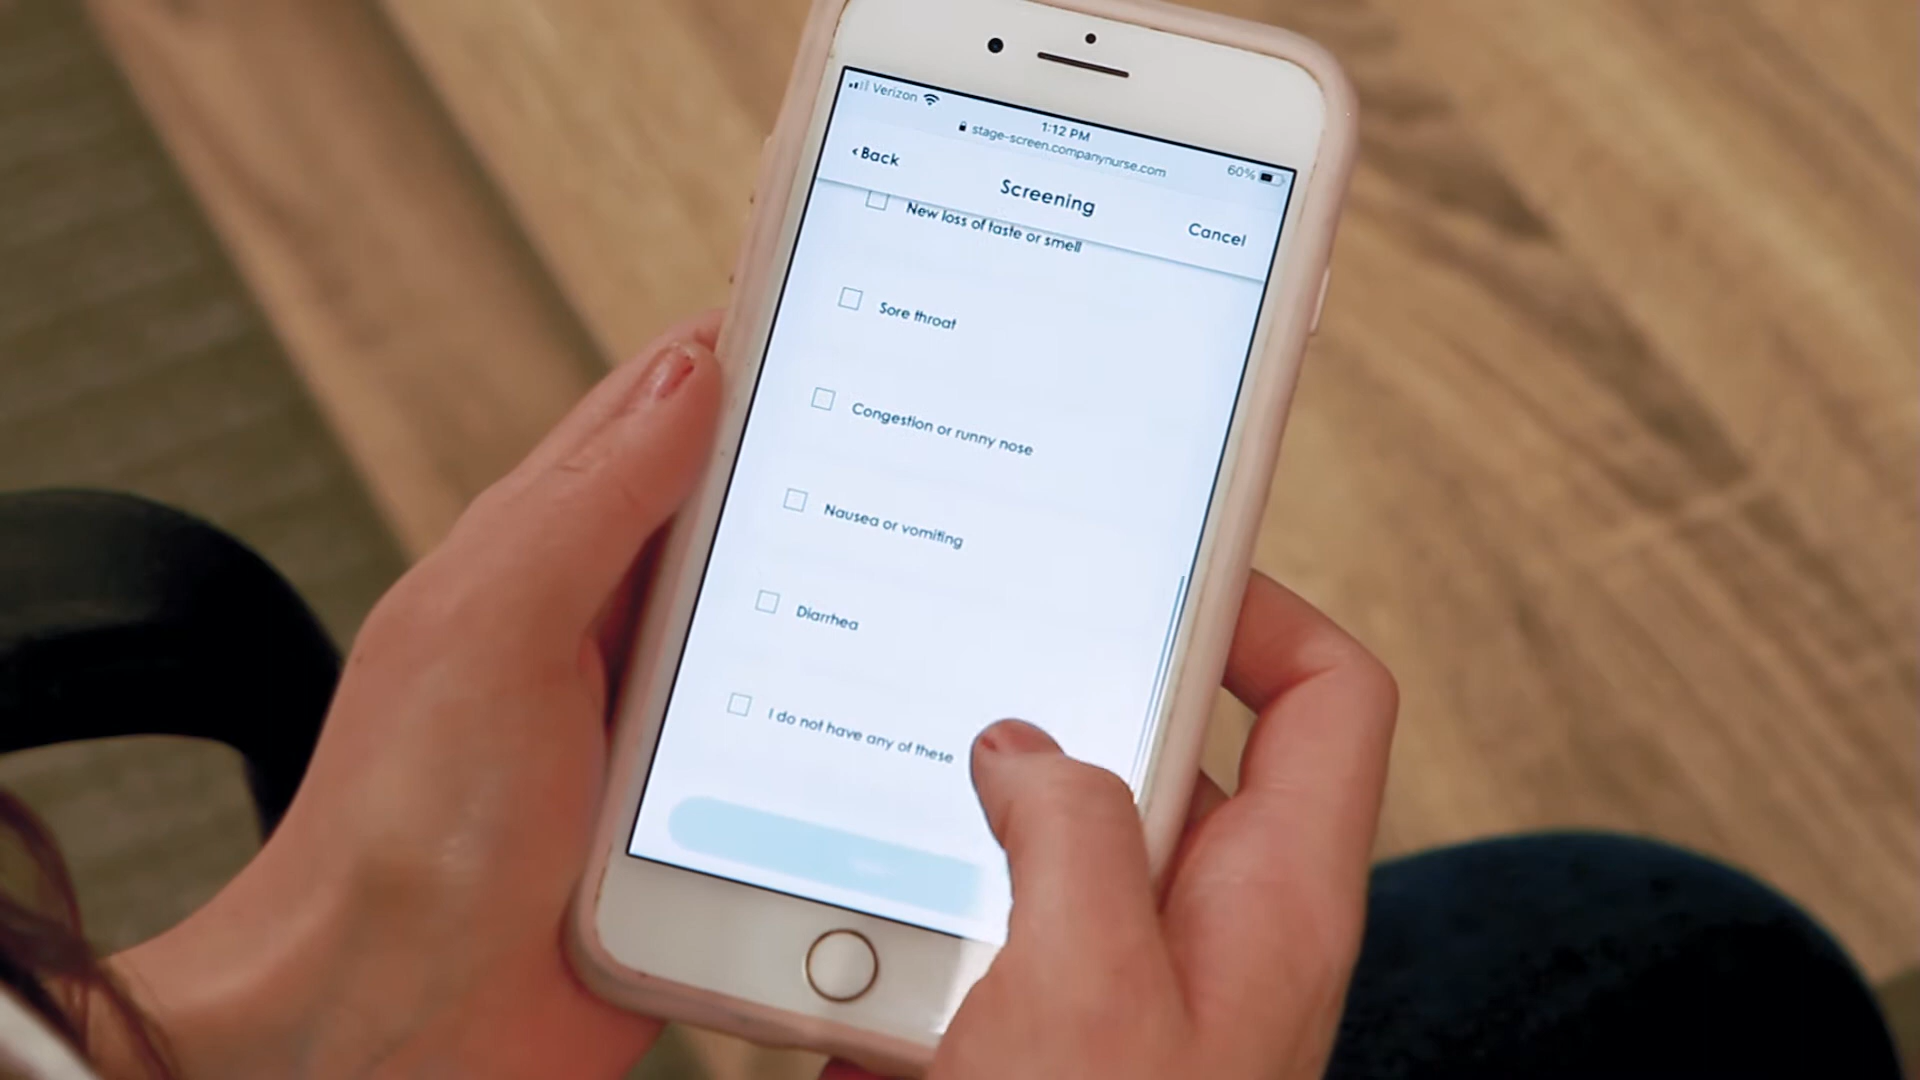 Verizon
1:12 PM
60%
stage-screen.companynurse.com
‹Back
Screening
Cancel
New loss of taste or smell
Sore throat
Congestion or runny nose
Nausea or vomiting
Diarrhea
I do not have any of these